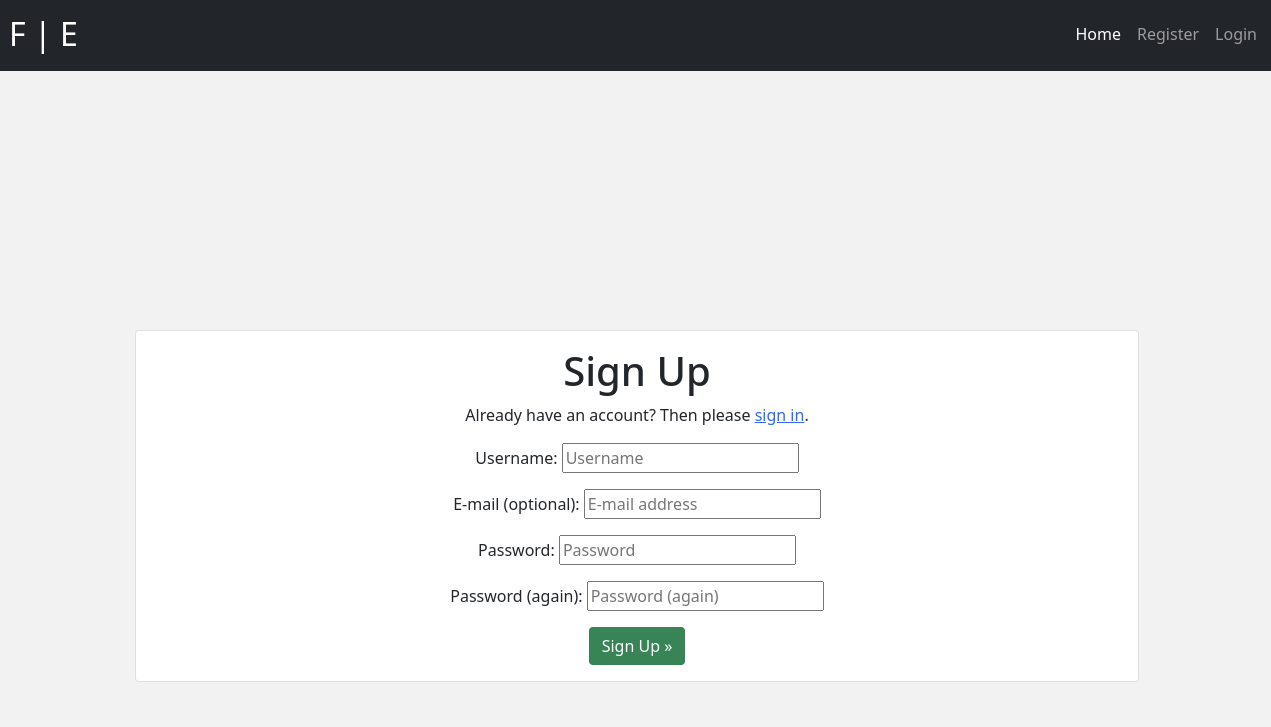 F | E
Home Register Login
Sign Up
Already have an account? Then please sign in.
Username: Username
E-mail (optional): E-mail address
Password: Password
Password (again): Password (again)
Sign Up »